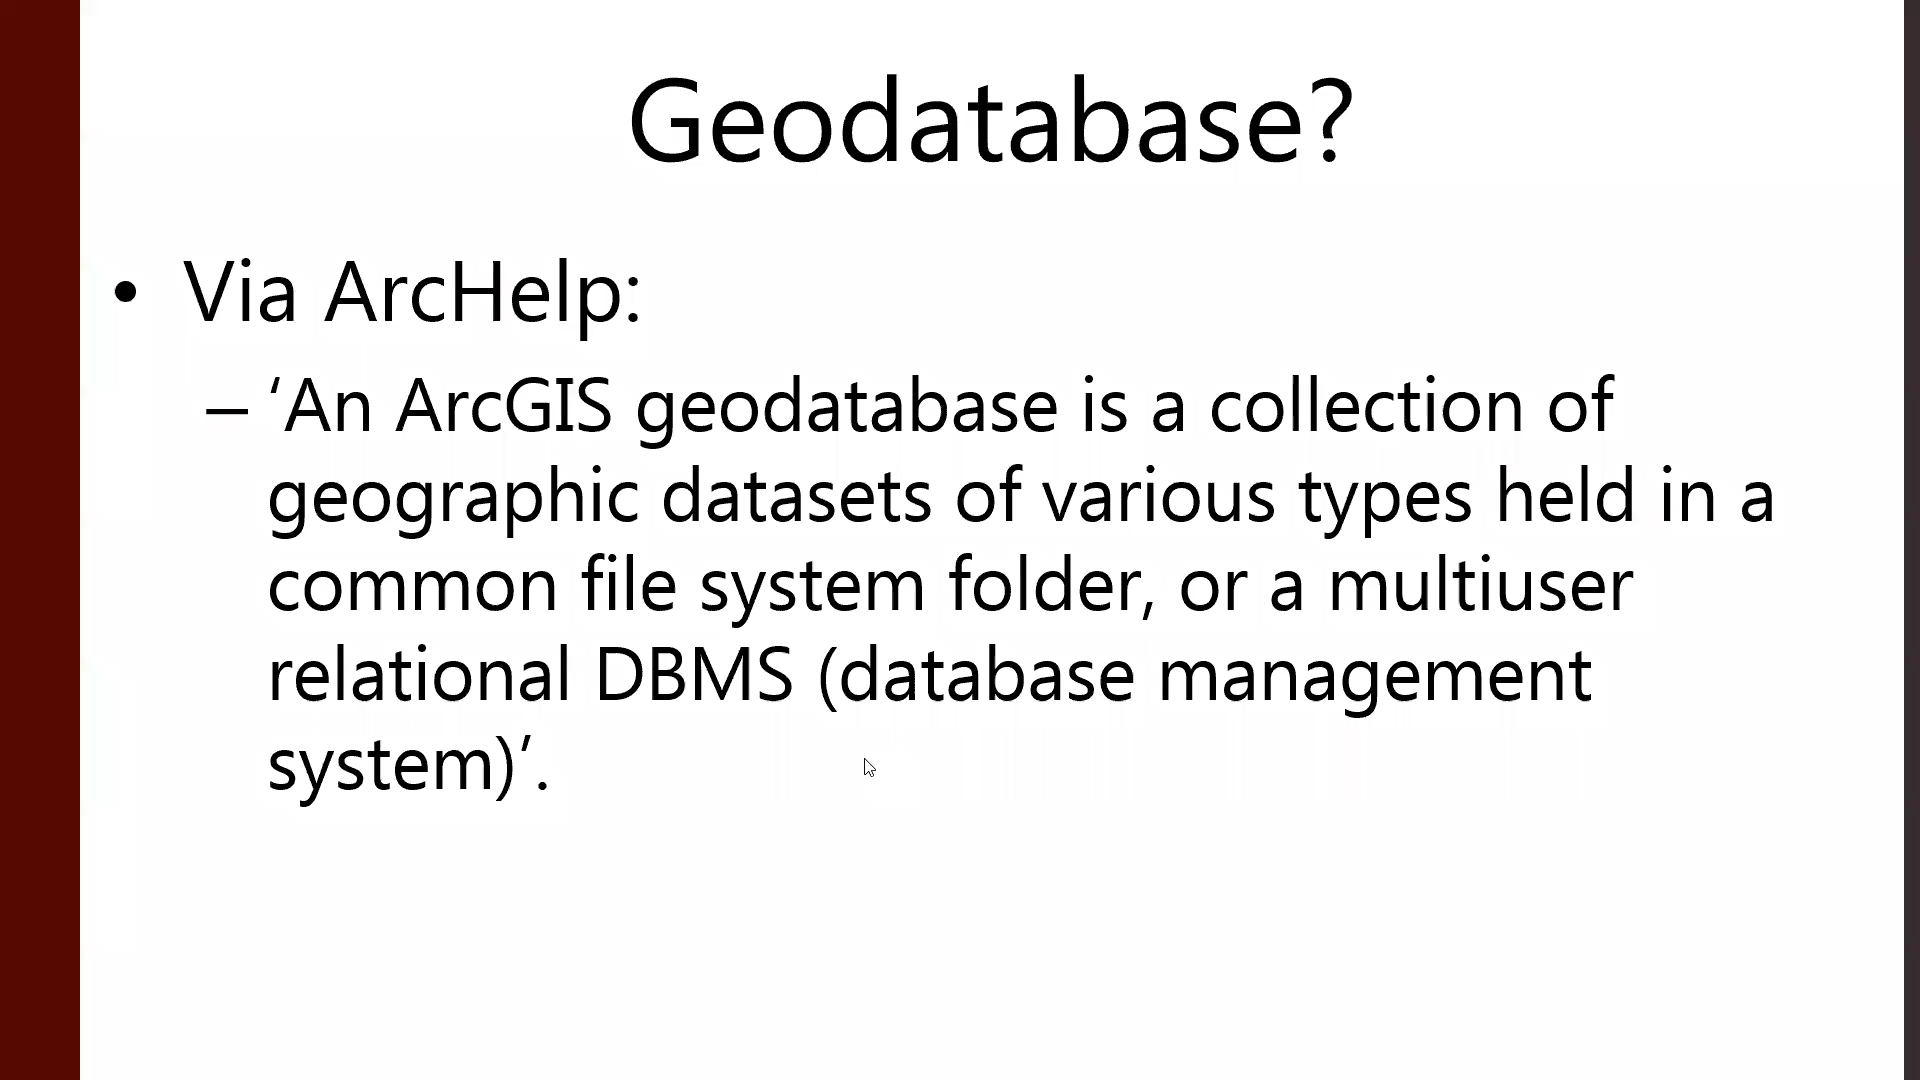 Geodatabase?
• Via ArcHelp:
– ‘An ArcGIS geodatabase is a collection of
geographic datasets of various types held in a
common file system folder, or a multiuser
relational DBMS (database management
system)’.